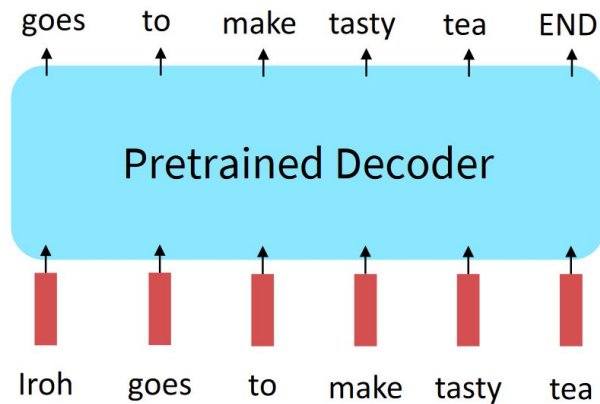 goes to make tasty tea END
Pretrained Decoder
Iroh goes to make tasty tea